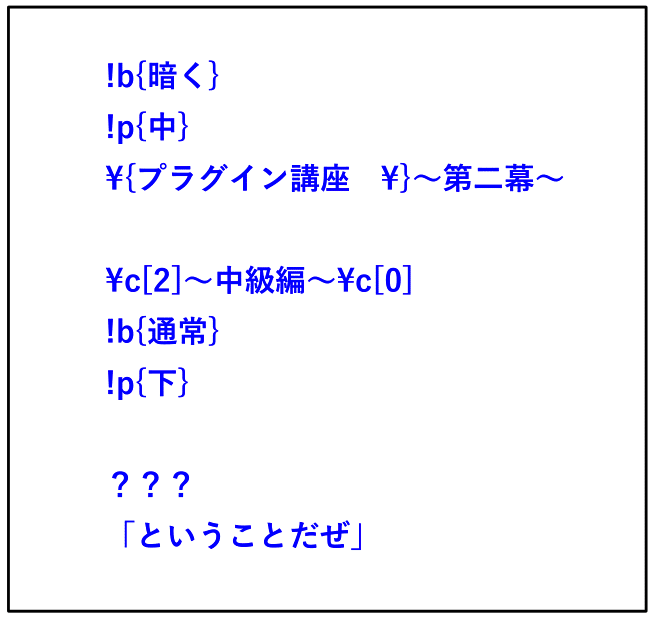 !b{暗く}
!p{中}
¥{プラグイン講座　¥}～第二幕～
¥c[2]～中級編～¥c[0]
!b{通常}
!p{下}
？？？
「ということだぜ」